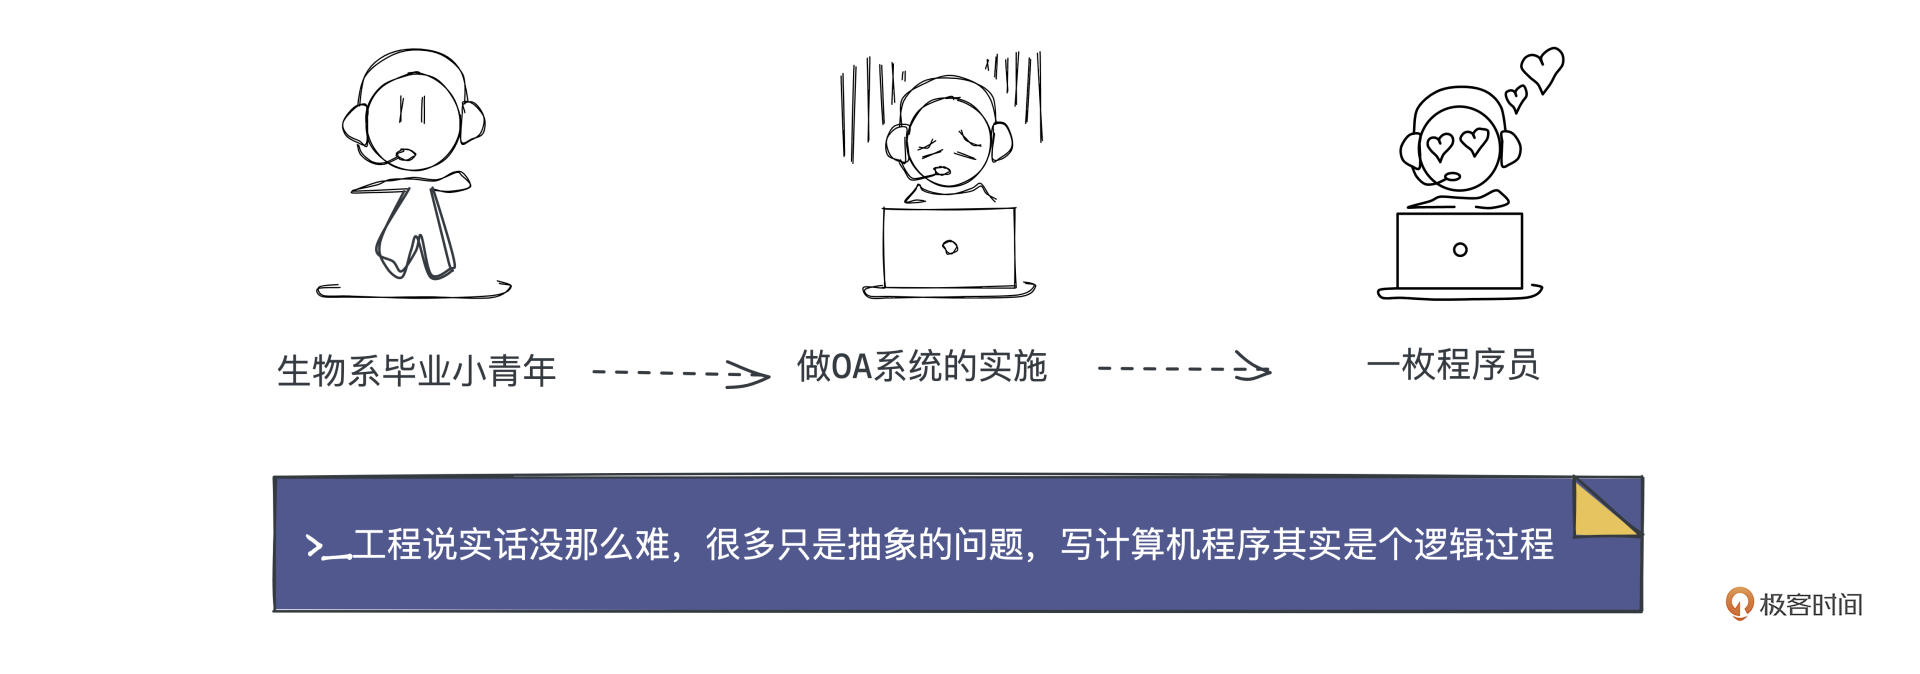 生物系毕业小青年
做OA系统的实施
一枚程序员
>_工程说实话没那么难，很多只是抽象的问题，写计算机程序其实是个逻辑过程
极客时间